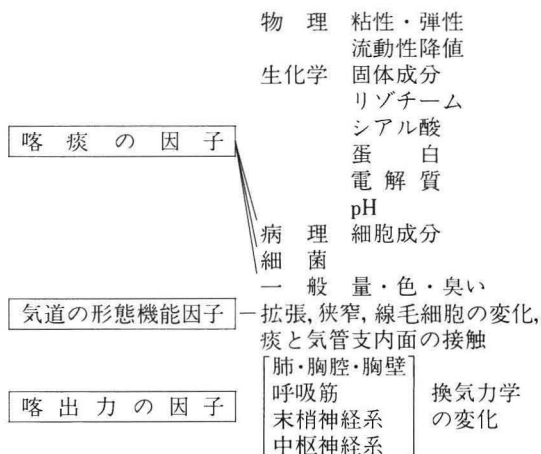 物　理　粘性・弾性
流動性降値
生化学　固体成分
リゾチーム
シアル酸
喀　痰　の　因　子
蛋　　白
電解質
pH
病　理　細胞成分
細　菌
一　般　量・色・臭い
気道の形態機能因子 拡張, 狭窄, 線毛細胞の変化,
痰と気管支内面の接触
肺・胸腔・胸壁
呼吸筋　換気力学
喀　出　力　の　因　子　末梢神経系　の変化
中枢神経系